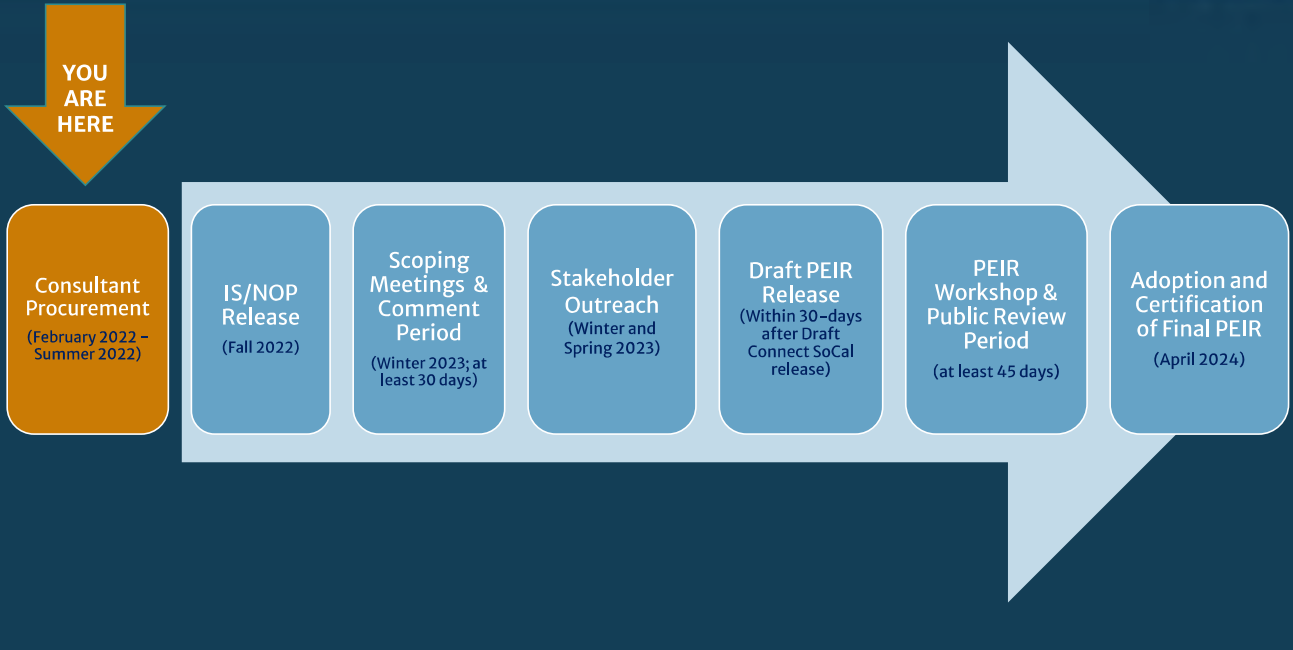 YOU
ARE
HERE
Consultant
Procurement
(February 2022 –
Summer 2022)
IS/NOP
Release
(Fall 2022)
Scoping
Meetings &
Comment
Period
(Winter 2023; at
least 30 days)
Stakeholder
Outreach
(Winter and
Spring 2023)
Draft PEIR
Release
(Within 30-days
after Draft
Connect SoCal
release)
PEIR
Workshop &
Public Review
Period
(at least 45 days)
Adoption and
Certification
of Final PEIR
(April 2024)